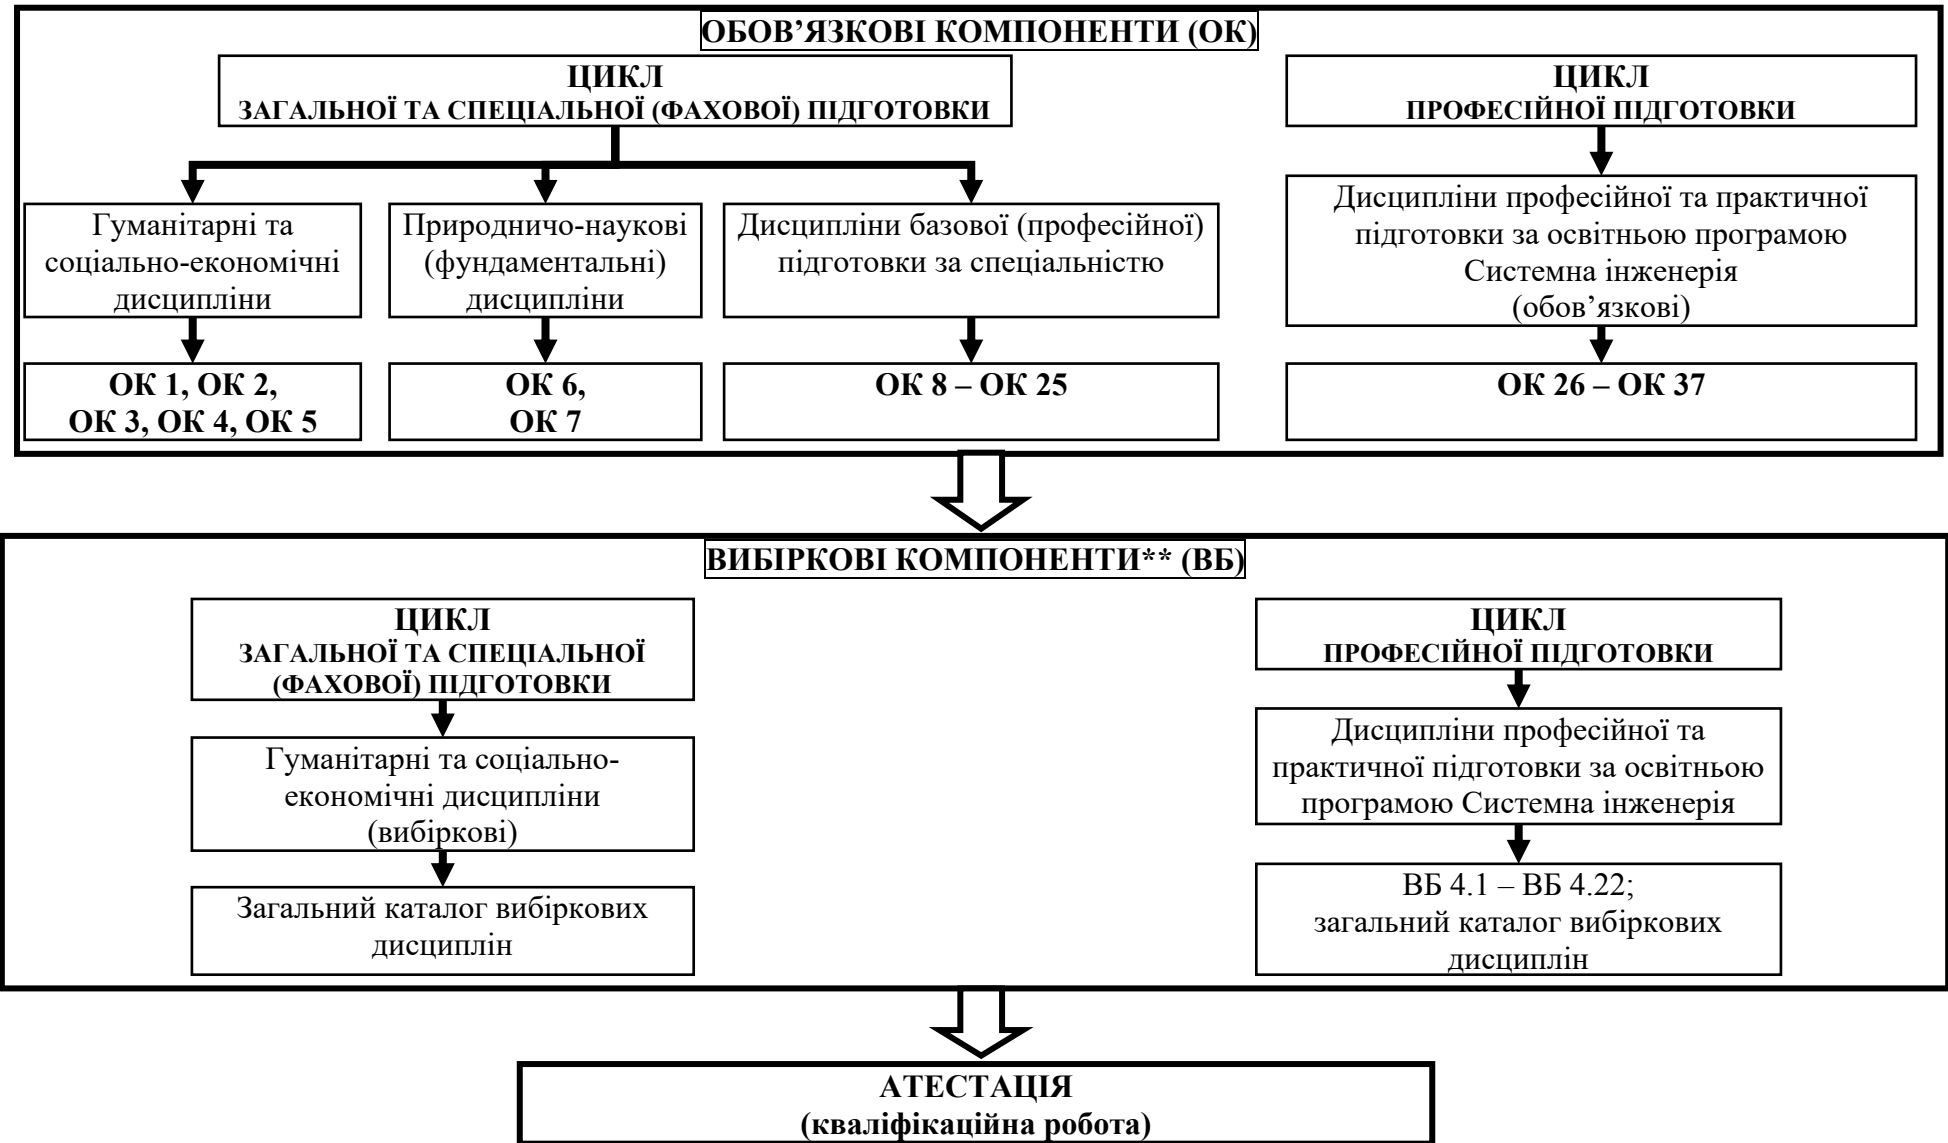 ОБОВ’ЯЗКОВІ КОМПОНЕНТИ (ОК)
ЦИКЛ
ЗАГАЛЬНОЇ ТА СПЕЦІАЛЬНОЇ (ФАХОВОЇ) ПІДГОТОВКИ
ЦИКЛ
ПРОФЕСІЙНОЇ ПІДГОТОВКИ
Гуманітарні та
соціально-економічні
дисципліни
Природничо-наукові
(фундаментальні)
дисципліни
Дисципліни базової (професійної)
підготовки за спеціальністю
Дисципліни професійної та практичної
підготовки за освітньою програмою
Системна інженерія
(обов’язкові)
ОК 1, ОК 2,
ОК 3, ОК 4, ОК 5
ОК 6,
ОК 7
ОК 8 – ОК 25
ОК 26 – ОК 37
ВИБІРКОВІ КОМПОНЕНТИ** (ВБ)
ЦИКЛ
ЗАГАЛЬНОЇ ТА СПЕЦІАЛЬНОЇ
(ФАХОВОЇ) ПІДГОТОВКИ
Гуманітарні та соціально-
економічні дисципліни
(вибіркові)
Загальний каталог вибіркових
дисциплін
ЦИКЛ
ПРОФЕСІЙНОЇ ПІДГОТОВКИ
Дисципліни професійної та
практичної підготовки за освітньою
програмою Системна інженерія
ВБ 4.1 – ВБ 4.22;
загальний каталог вибіркових
дисциплін
АТЕСТАЦІЯ
(кваліфікаційна робота)